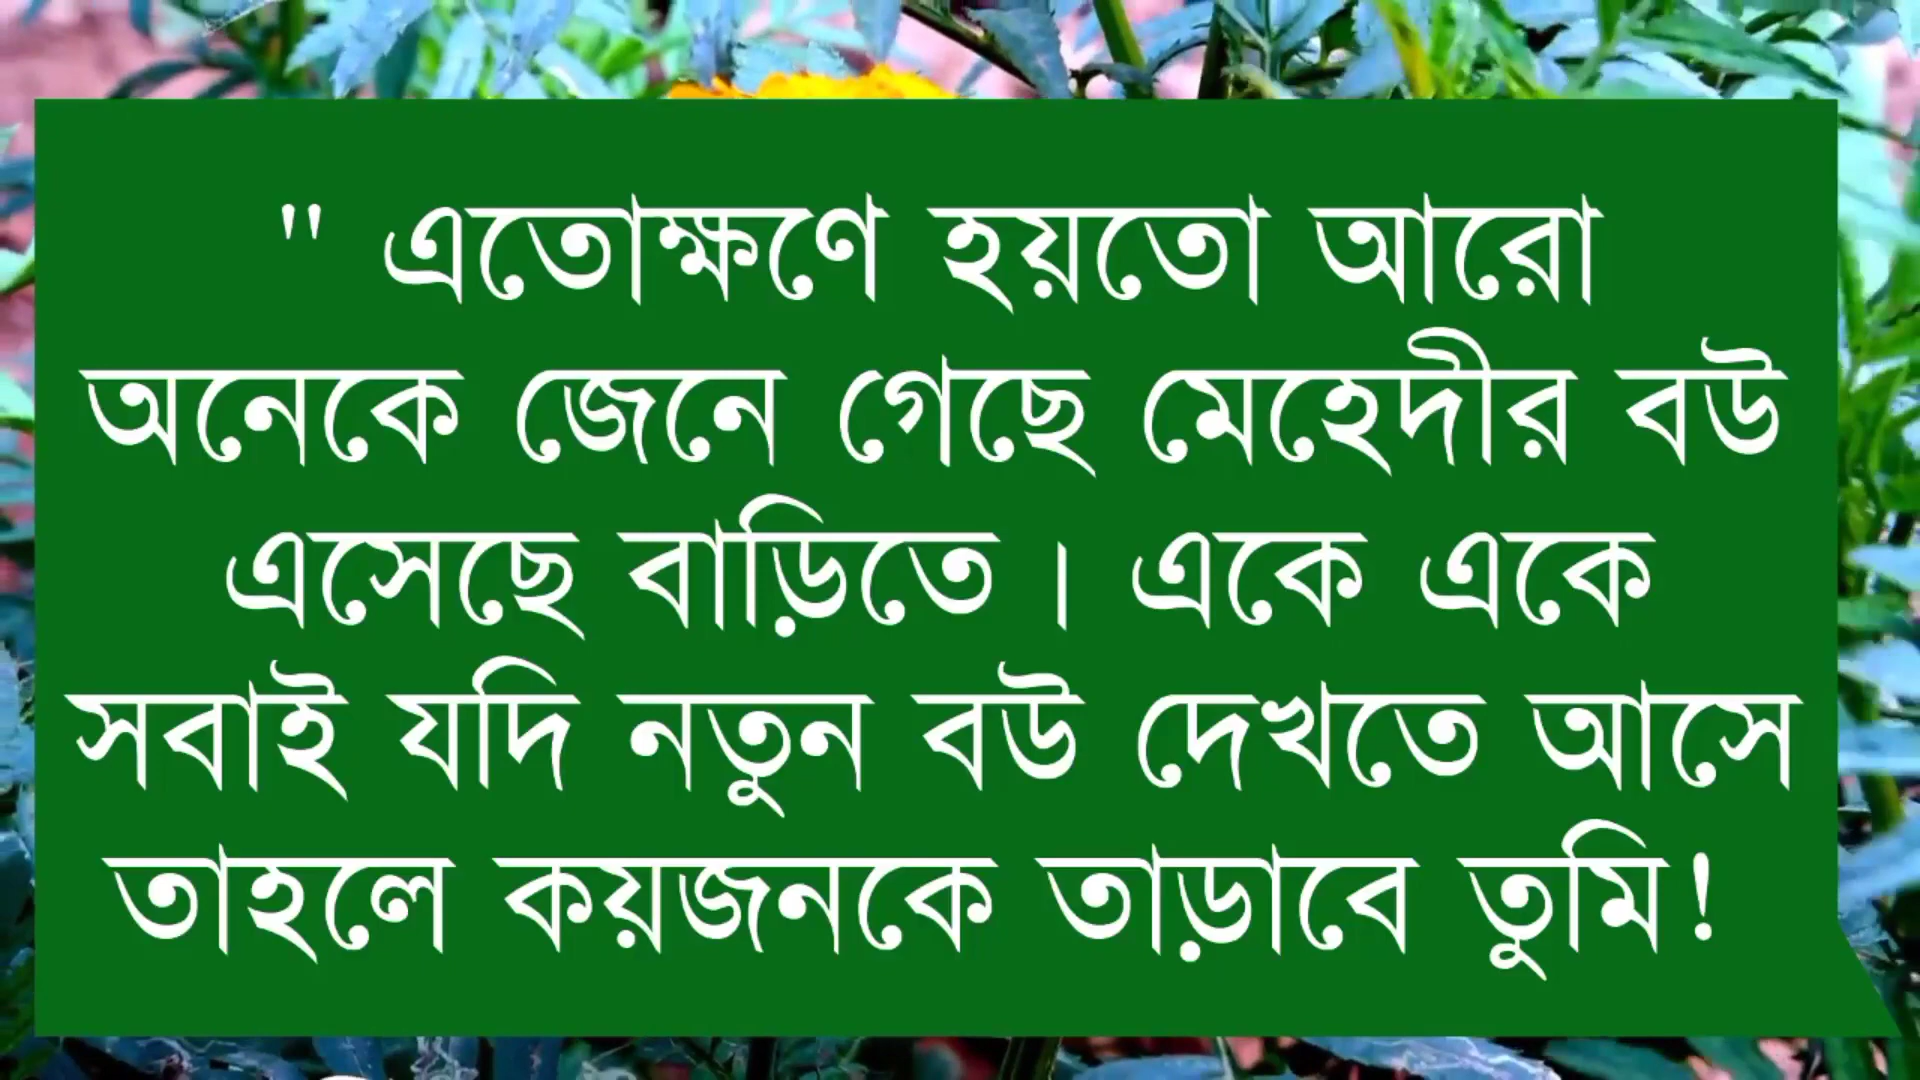 " এতোক্ষণে হয়তো আরো
অনেকে জেনে গেছে মেহেদীর বউ
এসেছে বাড়িতে। একে একে
সবাই যদি নতুন বউ দেখতে আসে
তাহলে কয়জনকে তাড়াবে তুমি!